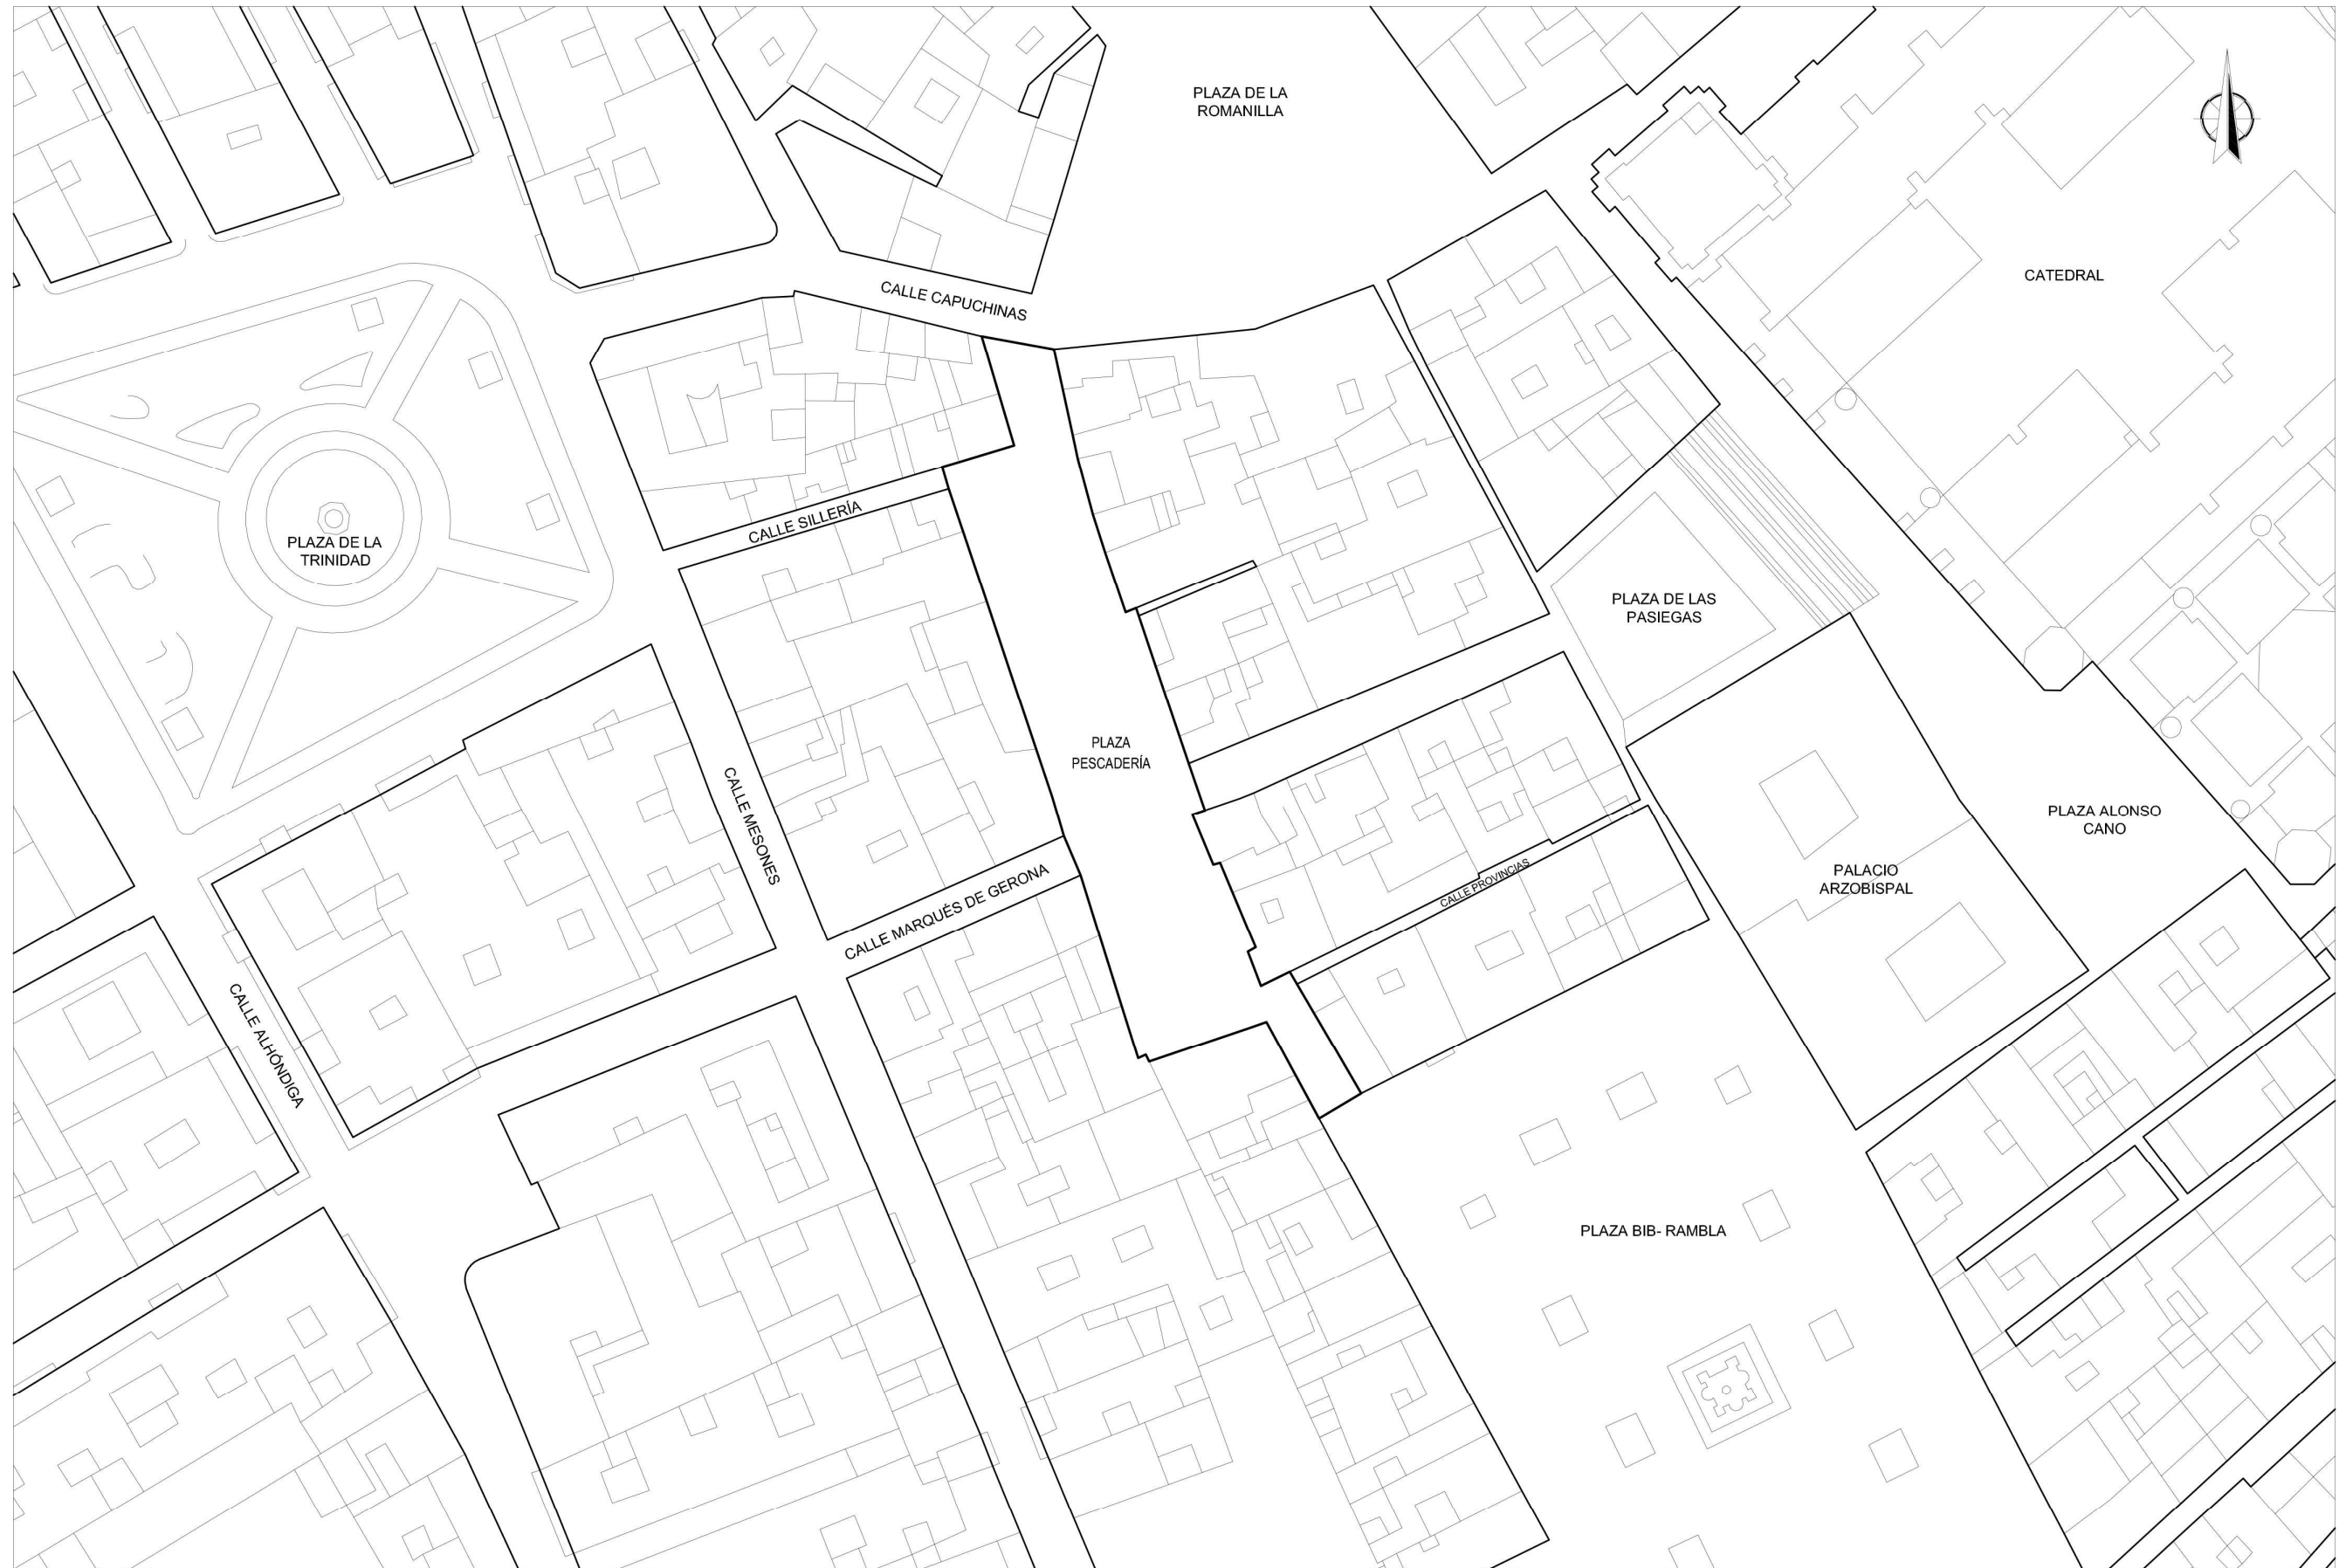 PLAZA DE LA
ROMANILLA
CATEDRAL
CALLE CAPUCHINAS
CALLE SILLERÍA
PLAZA DE LA
TRINIDAD
PLAZA DE LAS
PASIEGAS
PLAZA
PESCADERÍA
CALLE MESONES
PLAZA ALONSO
CANO
PALACIO
ARZOBISPAL
CALLE PROVINCIAS
CALLE MARQUÉS DE GERONA
CALLE ALHÓNDIGA
PLAZA BIB- RAMBLA